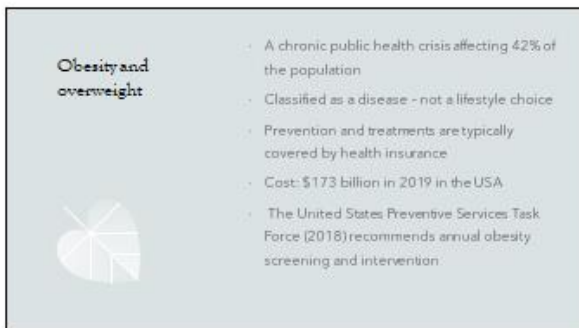 Obesity and
overweight
· A chronic public health crisis affecting 42% of
the population
· Classified as a disease - not a lifestyle choice
· Prevention and treatments are typically
covered by health insurance
· Cost: $173 billion in 2019 in the USA
· The United States Preventive Services Task
Force (2018) recommends annual obesity
screening and intervention